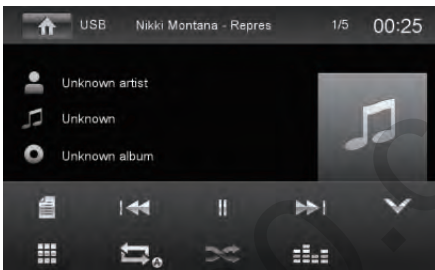 USB Nikki Montana - Repres 1/5 00:25
Unknown artist
Unknown
Unknown album
A